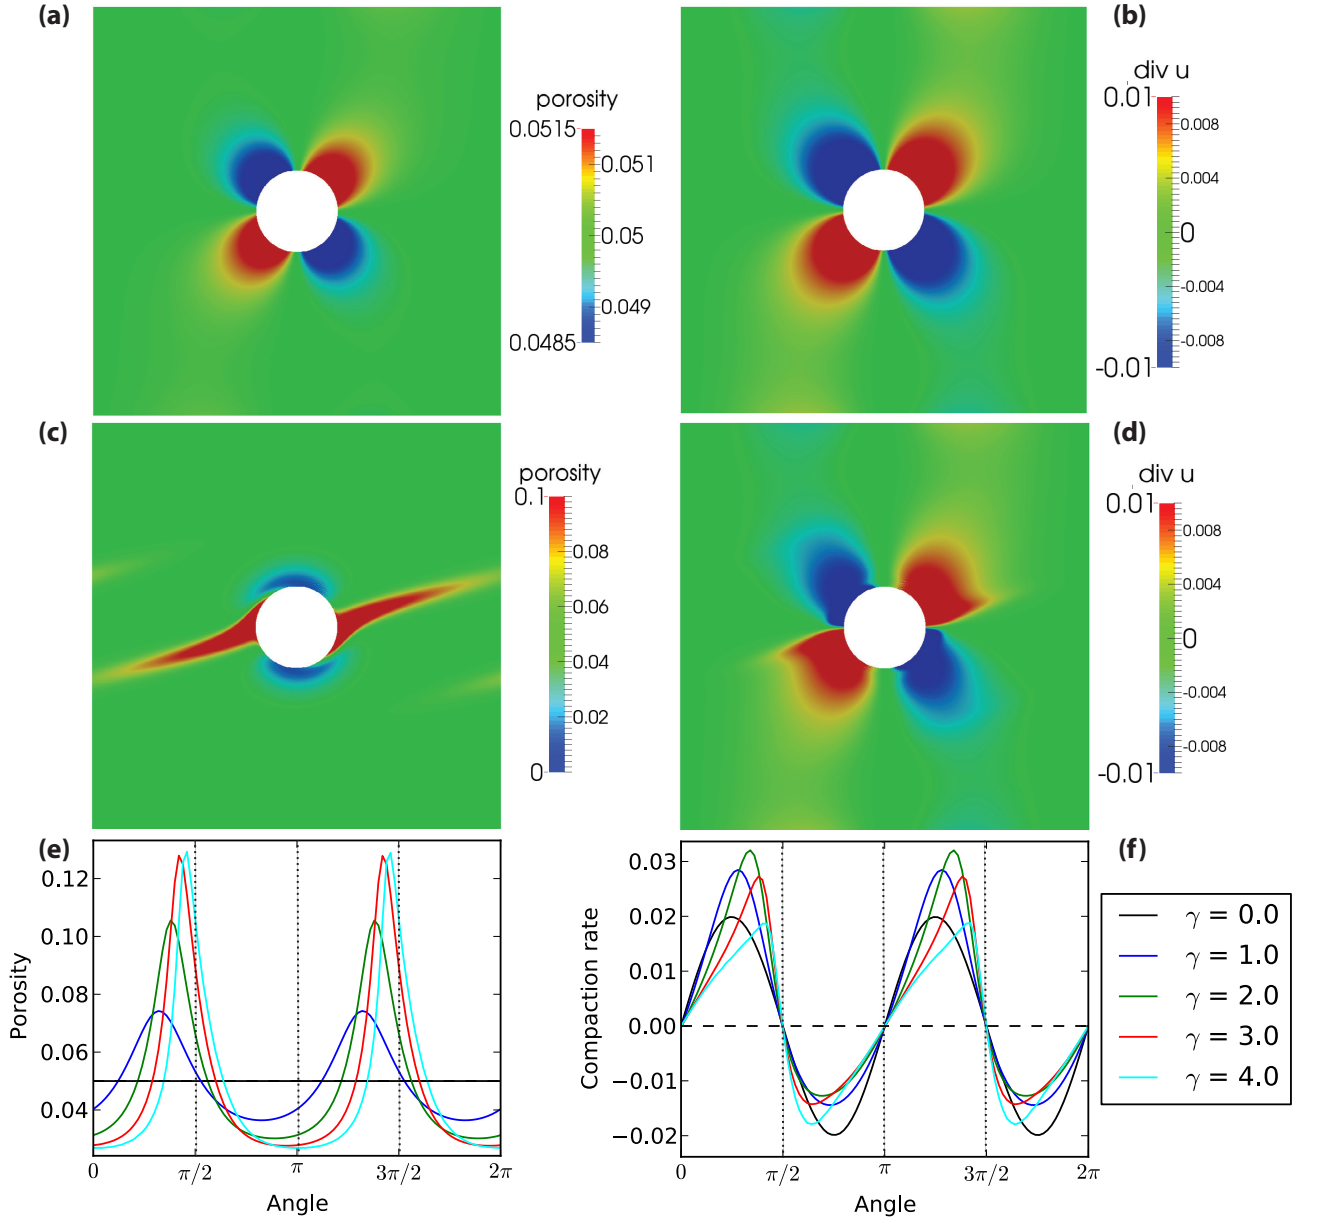 (a)
porosity
0.0515
0.051
0.05
0.049
0.0485
(b)
div u
0.01
0.008
0.004
0
-0.004
-0.008
-0.01
(c)
porosity
0.1
0.08
0.06
0.04
0.02
0
(d)
div u
0.01
0.008
0.004
0
-0.004
-0.008
-0.01
(e)
Porosity
0.12
0.10
0.08
0.06
0.04
0
π/2
π
3π/2
2π
Angle
(f)
Compaction rate
0.03
0.02
0.01
0.00
−0.01
−0.02
0
π/2
π
3π/2
2π
Angle
γ = 0.0
γ = 1.0
γ = 2.0
γ = 3.0
γ = 4.0